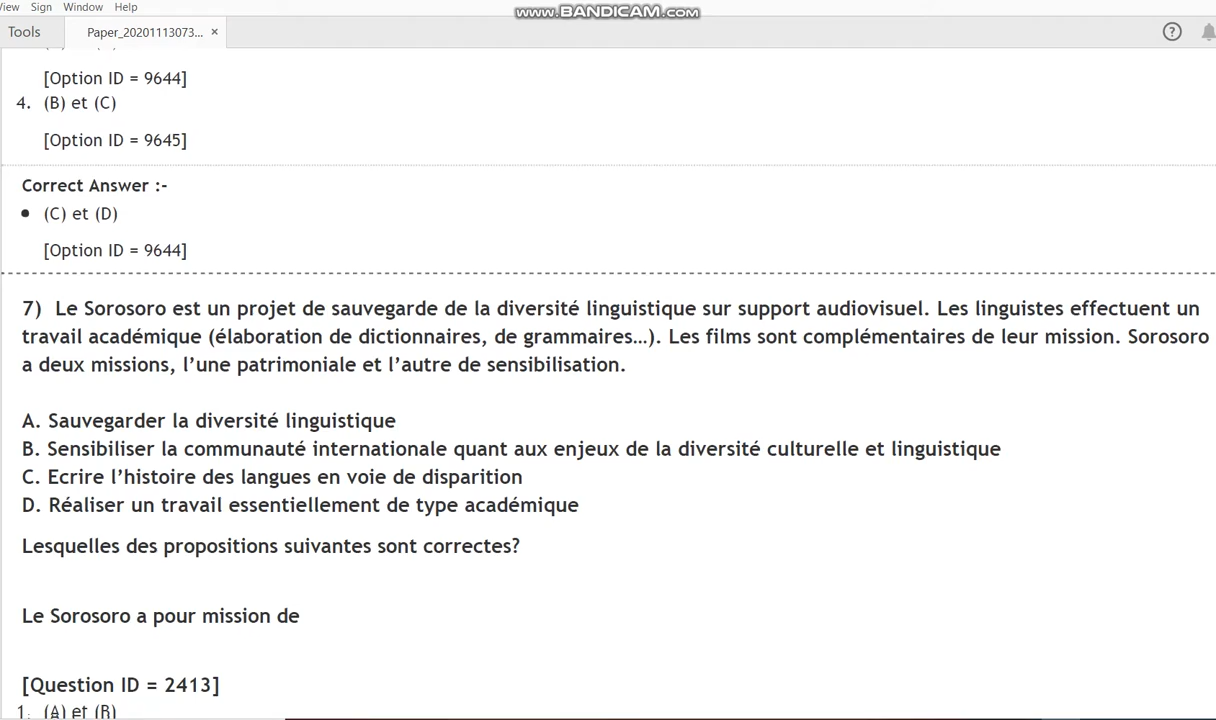 View Sign Window Help
www.BANDICAM.com
Tools Paper_20201113073... ×
[Option ID = 9644]
4. (B) et (C)
[Option ID = 9645]
Correct Answer :-
• (C) et (D)
[Option ID = 9644]
7) Le Sorosoro est un projet de sauvegarde de la diversité linguistique sur support audiovisuel. Les linguistes effectuent un
travail académique (élaboration de dictionnaires, de grammaires…). Les films sont complémentaires de leur mission. Sorosoro
a deux missions, l’une patrimoniale et l’autre de sensibilisation.
A. Sauvegarder la diversité linguistique
B. Sensibiliser la communauté internationale quant aux enjeux de la diversité culturelle et linguistique
C. Ecrire l’histoire des langues en voie de disparition
D. Réaliser un travail essentiellement de type académique
Lesquelles des propositions suivantes sont correctes?
Le Sorosoro a pour mission de
[Question ID = 2413]
1. (A) et (B)